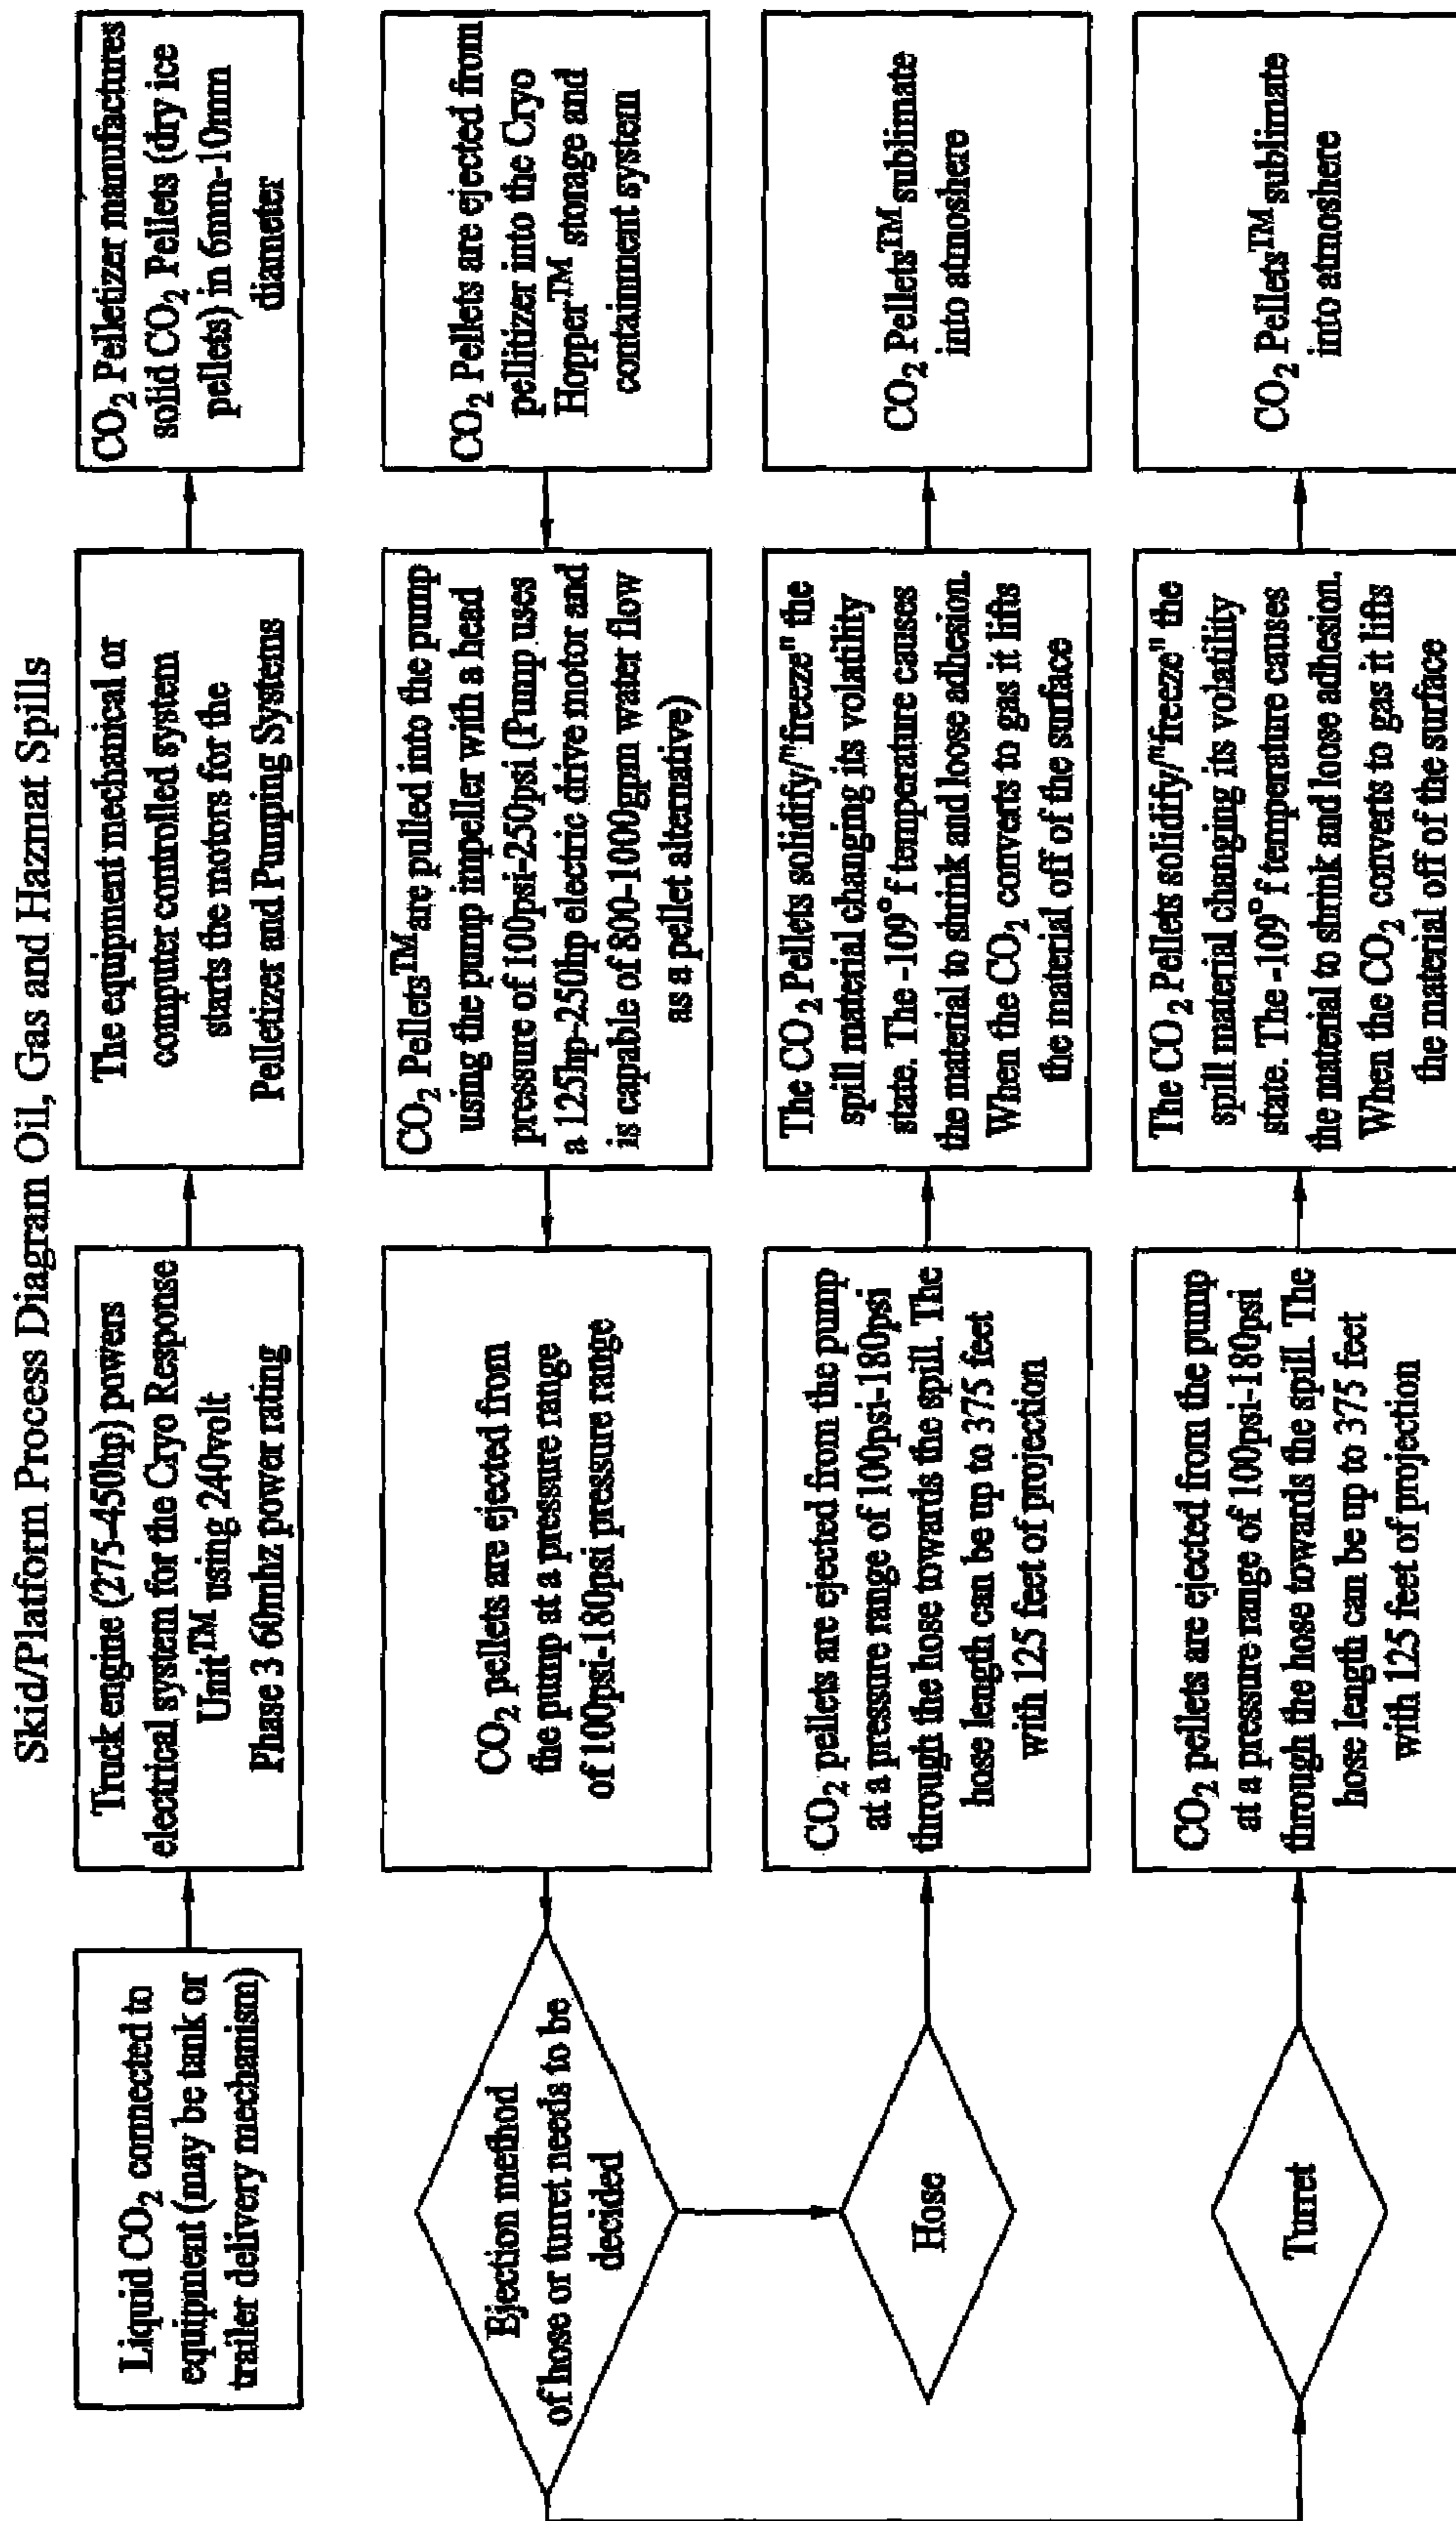 Skid/Platform Process Diagram Oil, Gas and Hazmat Spills
Liquid CO₂ connected to
equipment (may be tank or
trailer delivery mechanism)
Truck engine (275-450hp) powers
electrical system for the Cryo Response
Unit™ using 240volt
Phase 3 60mhz power rating
The equipment mechanical or
computer controlled system
starts the motors for the
Pelletizer and Pumping Systems
CO₂ Pelletizer manufactures
solid CO₂ Pellets (dry ice
pellets) in 6mm-10mm
diameter
CO₂ Pellets are ejected from
pellitizer into the Cryo
Hopper™ storage and
containment system
CO₂ Pellets™ are pulled into the pump
using the pump impeller with a head
pressure of 100psi-250psi (Pump uses
a 125hp-250hp electric drive motor and
is capable of 800-1000gpm water flow
as a pellet alternative)
CO₂ pellets are ejected from
the pump at a pressure range
of 100psi-180psi pressure range
Ejection method
of hose or turret needs to be
decided
Hose
CO₂ pellets are ejected from the pump
at a pressure range of 100psi-180psi
through the hose towards the spill. The
hose length can be up to 375 feet
with 125 feet of projection
The CO₂ Pellets solidify/"freeze" the
spill material changing its volatility
state. The -109° f temperature causes
the material to shrink and loose adhesion.
When the CO₂ converts to gas it lifts
the material off of the surface
CO₂ Pellets™ sublimate
into atmoshere
Turret
CO₂ pellets are ejected from the pump
at a pressure range of 100psi-180psi
through the hose towards the spill. The
hose length can be up to 375 feet
with 125 feet of projection
The CO₂ Pellets solidify/"freeze" the
spill material changing its volatility
state. The -109° f temperature causes
the material to shrink and loose adhesion.
When the CO₂ converts to gas it lifts
the material off of the surface
CO₂ Pellets™ sublimate
into atmoshere